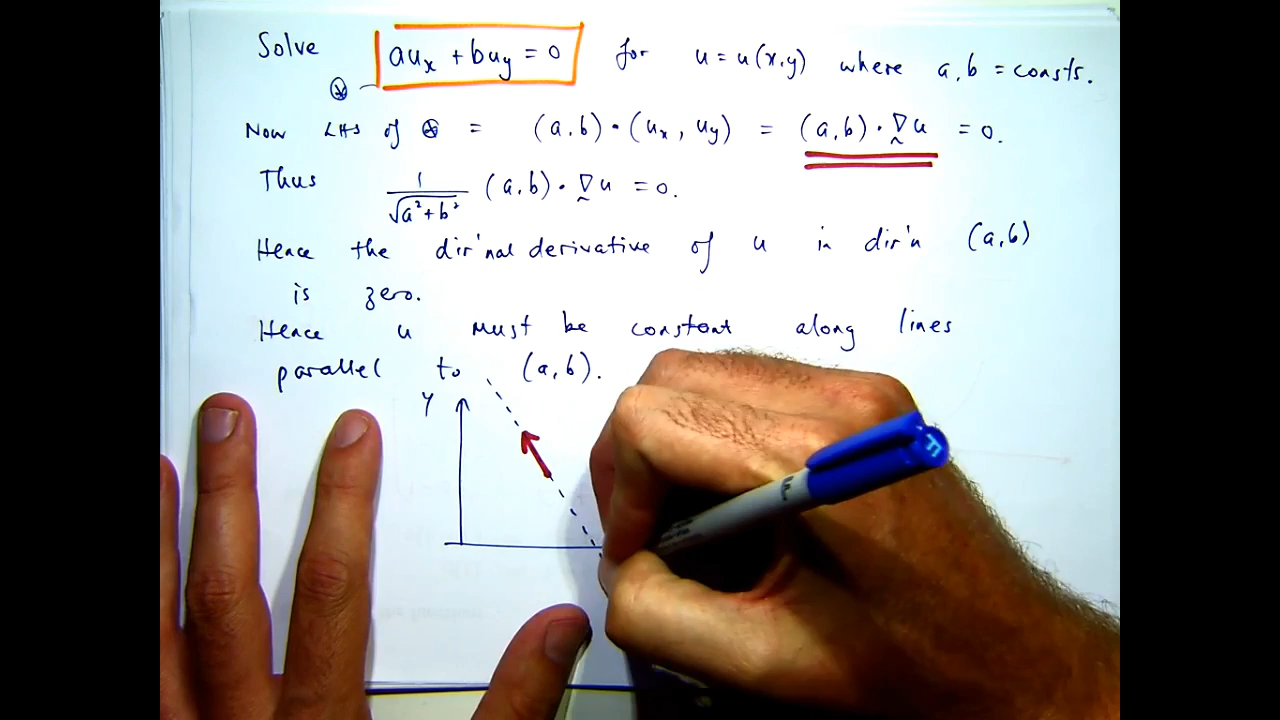 Solve au_x + bu_y = 0 for u = u(x,y) where a,b = consts.
⊛
Now LHS of ⊛ = (a,b)·(u_x, u_y) = (a,b)·∇u = 0.
Thus 1/√(a²+b²) (a,b)·∇u = 0.
Hence the dir'nal derivative of u in dir'n (a,b)
is zero.
Hence u must be constant along lines
parallel to (a,b).
y
F